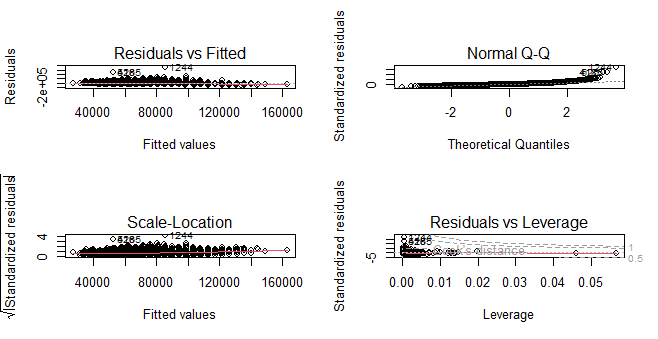 Residuals vs Fitted
Residuals
-2e+05
1244
40000 80000 120000 160000
Fitted values
Normal Q-Q
Standardized residuals
0
1244
-2 0 2
Theoretical Quantiles
Scale-Location
√|Standardized residuals|
0 4
1244
40000 80000 120000 160000
Fitted values
Residuals vs Leverage
Standardized residuals
-5
Cook's distance
1
0.5
0.00 0.01 0.02 0.03 0.04 0.05
Leverage